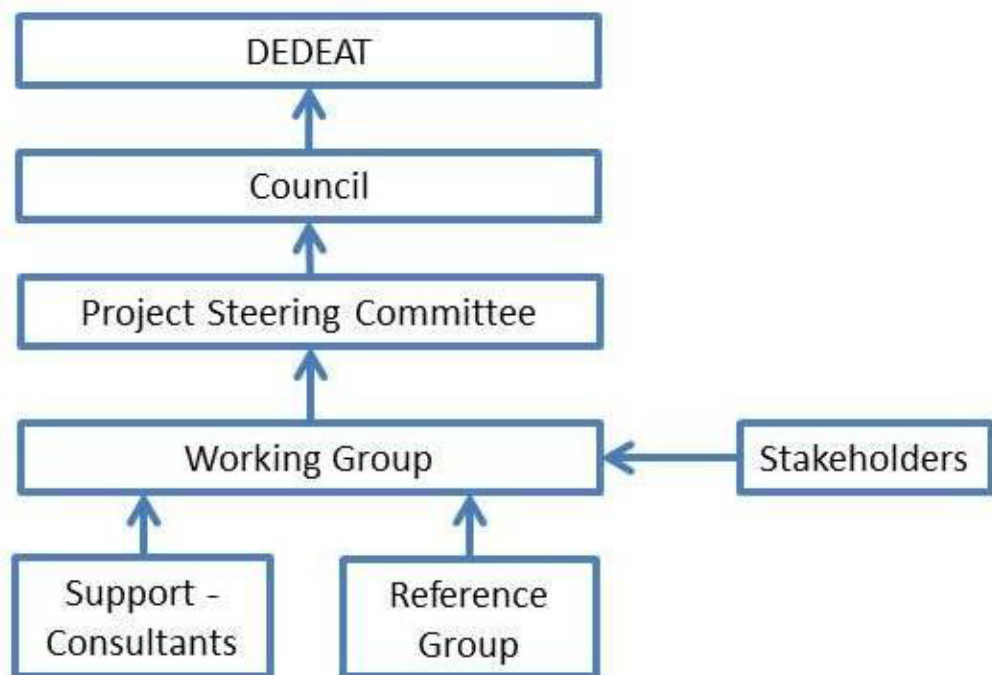 DEDEAT
Council
Project Steering Committee
Working Group
Stakeholders
Support -
Consultants
Reference
Group